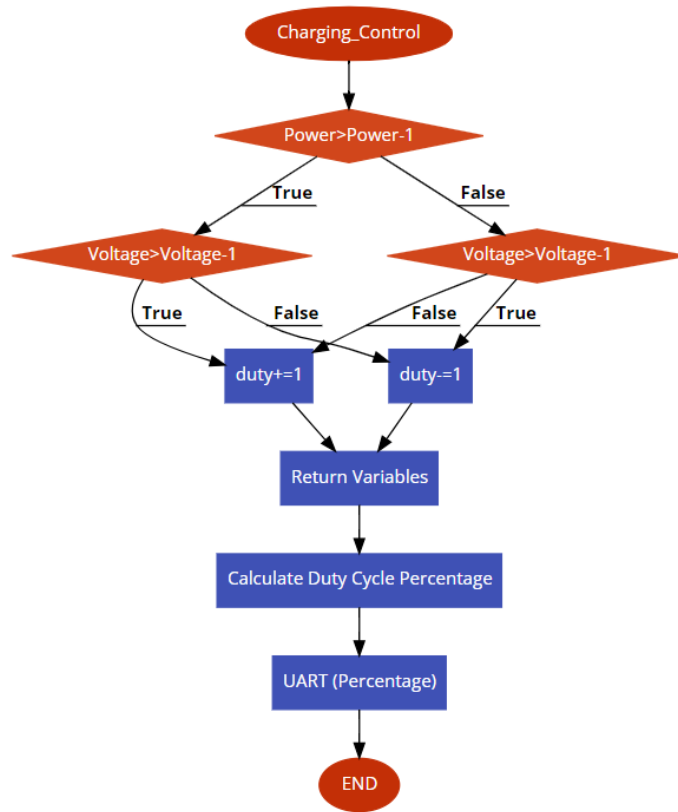 Charging_Control
Power>Power-1
True
False
Voltage>Voltage-1
Voltage>Voltage-1
True
False
False
True
duty+=1
duty-=1
Return Variables
Calculate Duty Cycle Percentage
UART (Percentage)
END